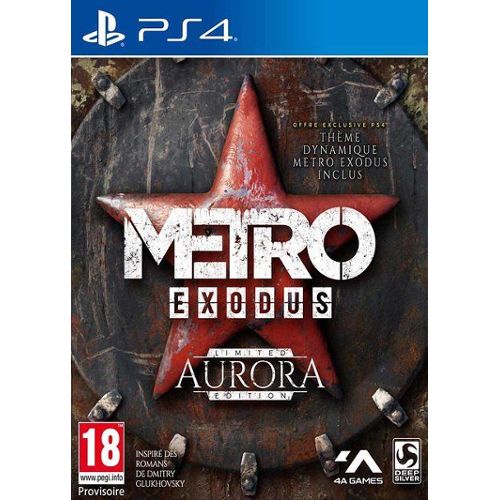 PS4
OFFRE EXCLUSIVE PS4
THÈME
DYNAMIQUE
METRO EXODUS
INCLUS
METRO
EXODUS
LIMITED
AURORA
EDITION
18
www.pegi.info
Provisoire
INSPIRÉ DES
ROMANS
DE DMITRY
GLUKHOVSKY
4A GAMES
DEEP
SILVER